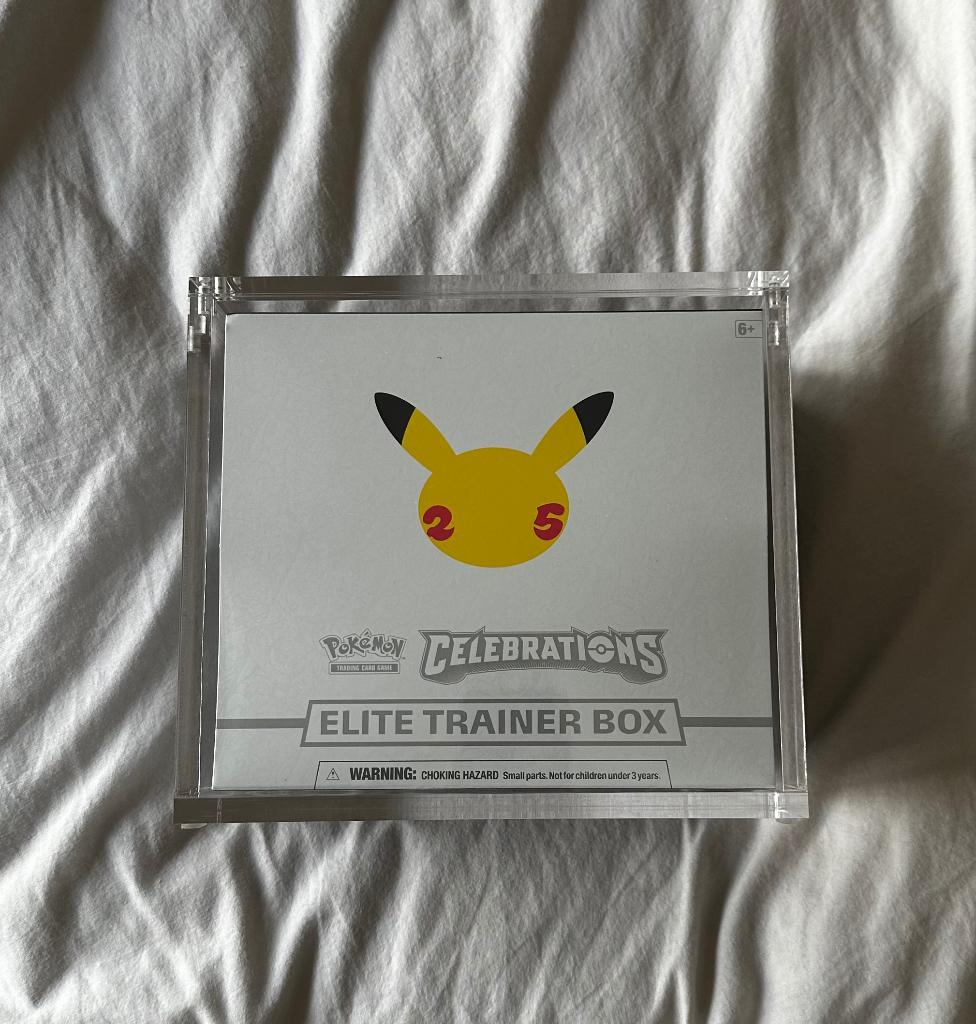 6+
2 5
Pokémon
TRADING CARD GAME
CELEBRATIONS
ELITE TRAINER BOX
WARNING: CHOKING HAZARD Small parts. Not for children under 3 years.